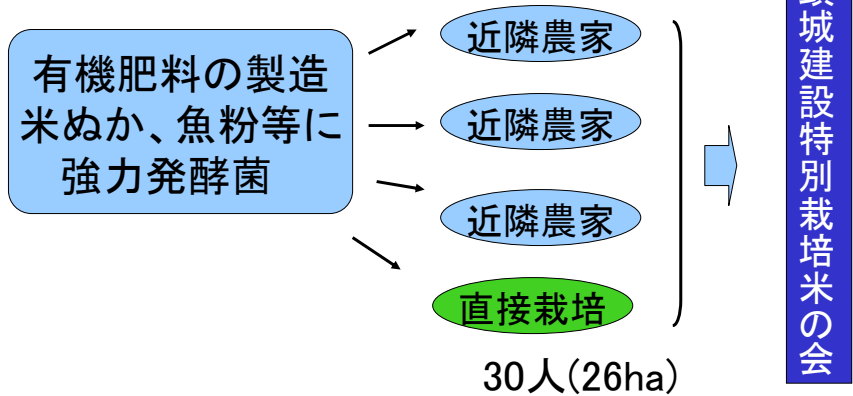 有機肥料の製造
米ぬか、魚粉等に
強力発酵菌
近隣農家
近隣農家
近隣農家
直接栽培
30人(26ha)
城建設特別栽培米の会